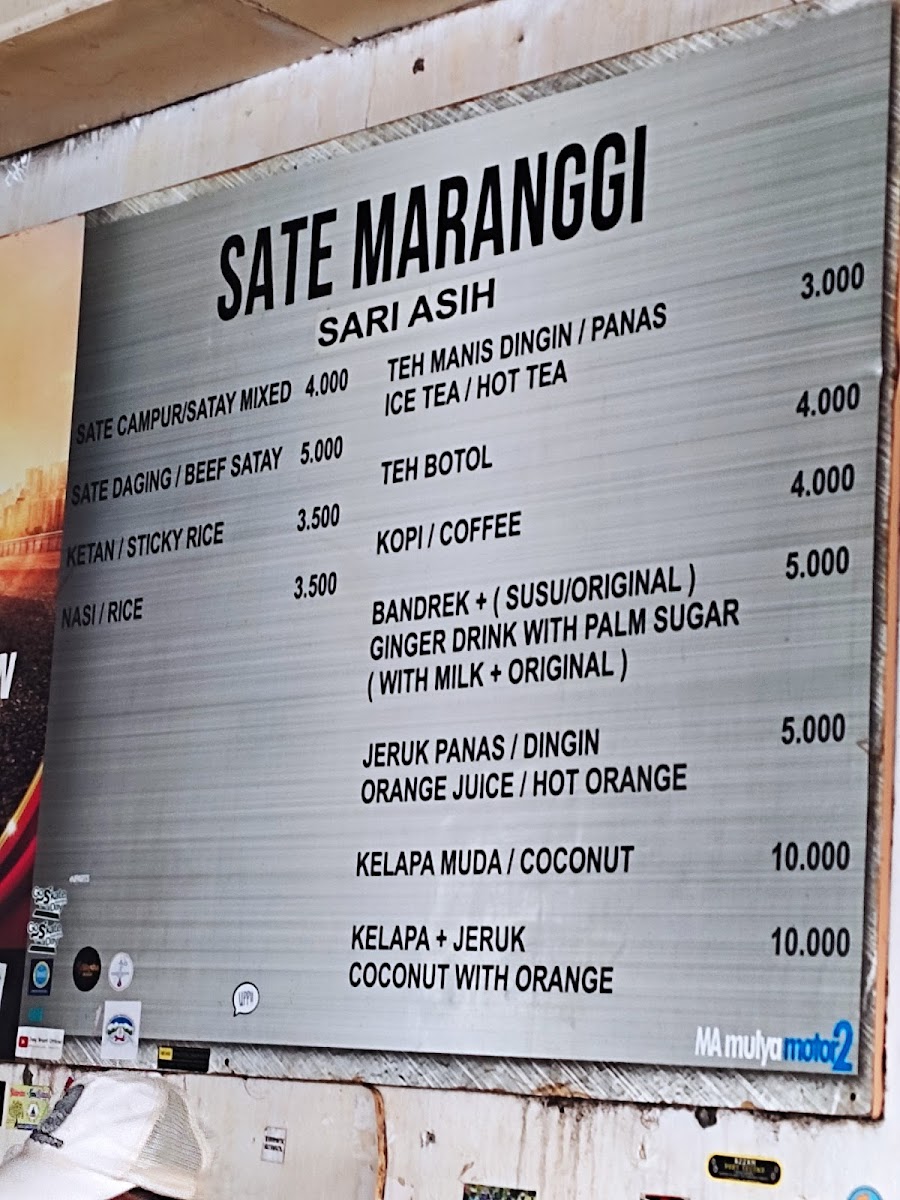 SATE MARANGGI
SARI ASIH
SATE CAMPUR/SATAY MIXED 4.000
SATE DAGING / BEEF SATAY 5.000
KETAN / STICKY RICE 3.500
NASI / RICE 3.500
TEH MANIS DINGIN / PANAS 3.000
ICE TEA / HOT TEA
TEH BOTOL 4.000
KOPI / COFFEE 4.000
BANDREK + ( SUSU/ORIGINAL ) 5.000
GINGER DRINK WITH PALM SUGAR
( WITH MILK + ORIGINAL )
JERUK PANAS / DINGIN 5.000
ORANGE JUICE / HOT ORANGE
KELAPA MUDA / COCONUT 10.000
KELAPA + JERUK 10.000
COCONUT WITH ORANGE
MA mulya motor2